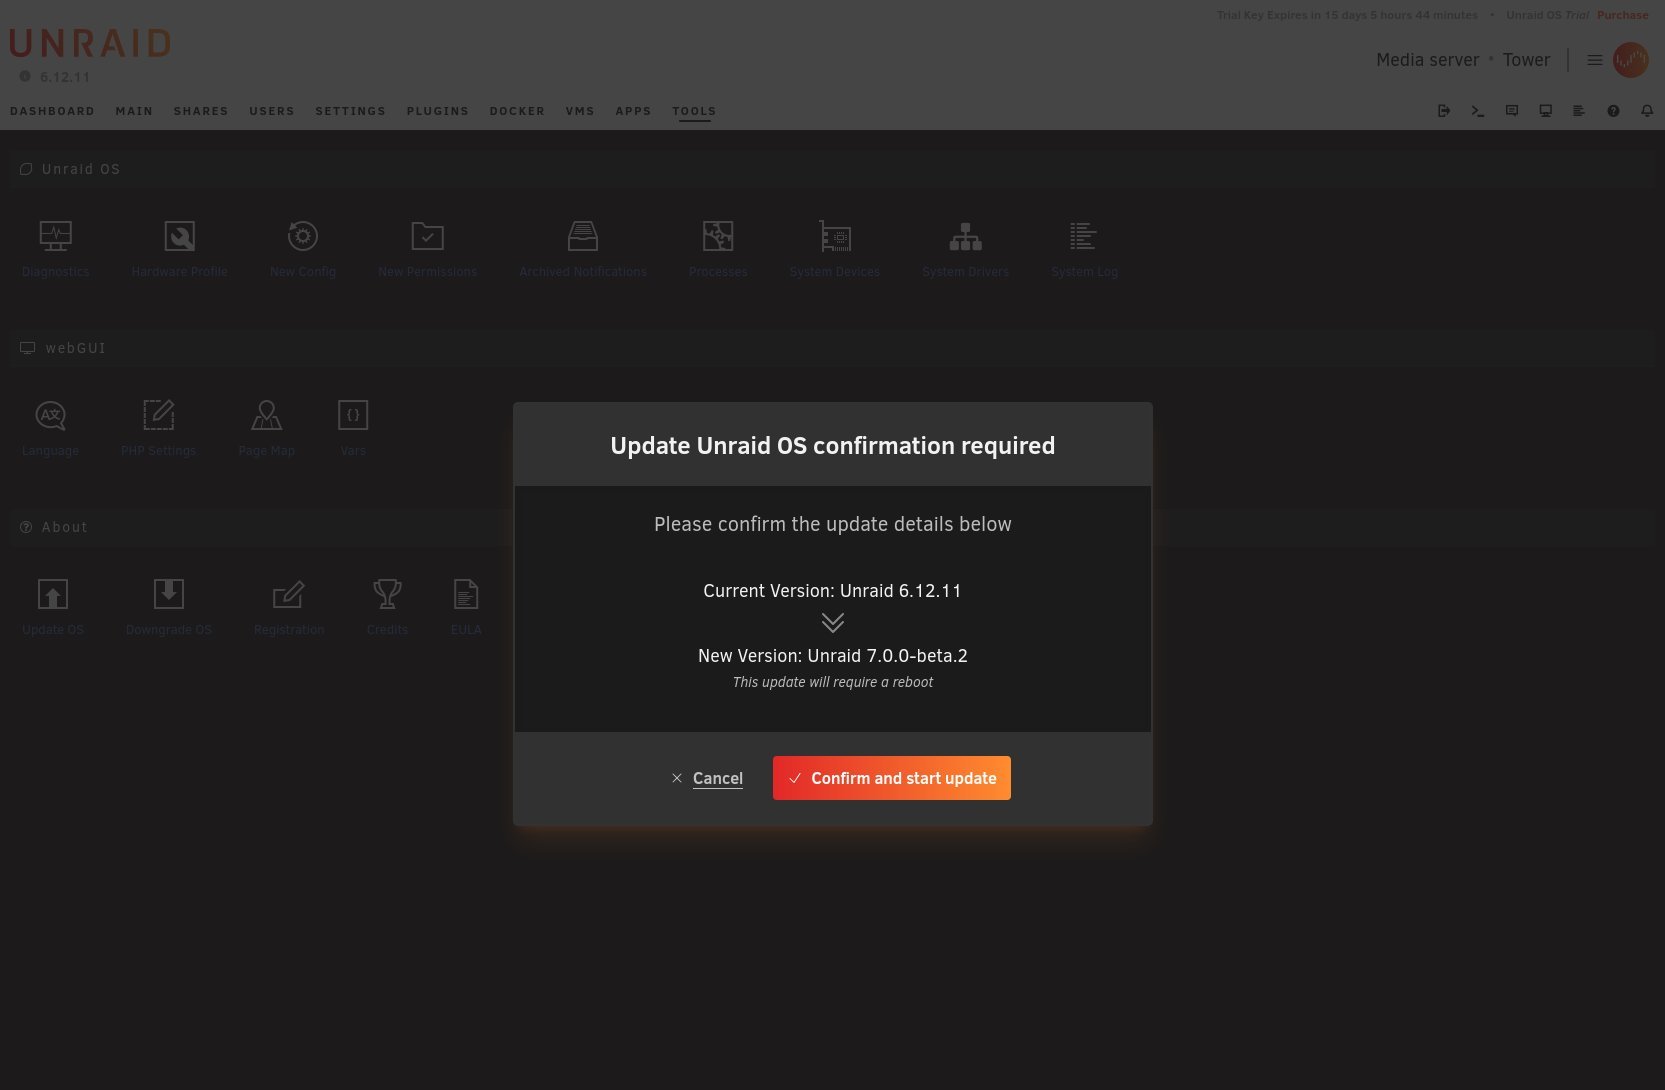 Trial Key Expires in 15 days 5 hours 44 minutes • Unraid OS Trial Purchase
UNRAID
6.12.11
Media server • Tower
DASHBOARD MAIN SHARES USERS SETTINGS PLUGINS DOCKER VMS APPS TOOLS
Unraid OS
Diagnostics Hardware Profile New Config New Permissions Archived Notifications Processes System Devices System Drivers System Log
webGUI
Language PHP Settings Page Map Vars
About
Update OS Downgrade OS Registration Credits EULA
Update Unraid OS confirmation required
Please confirm the update details below
Current Version: Unraid 6.12.11
New Version: Unraid 7.0.0-beta.2
This update will require a reboot
Cancel Confirm and start update